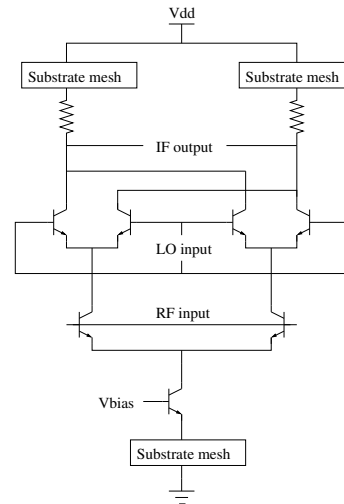 Vdd
Substrate mesh
Substrate mesh
IF output
LO input
RF input
Vbias
Substrate mesh